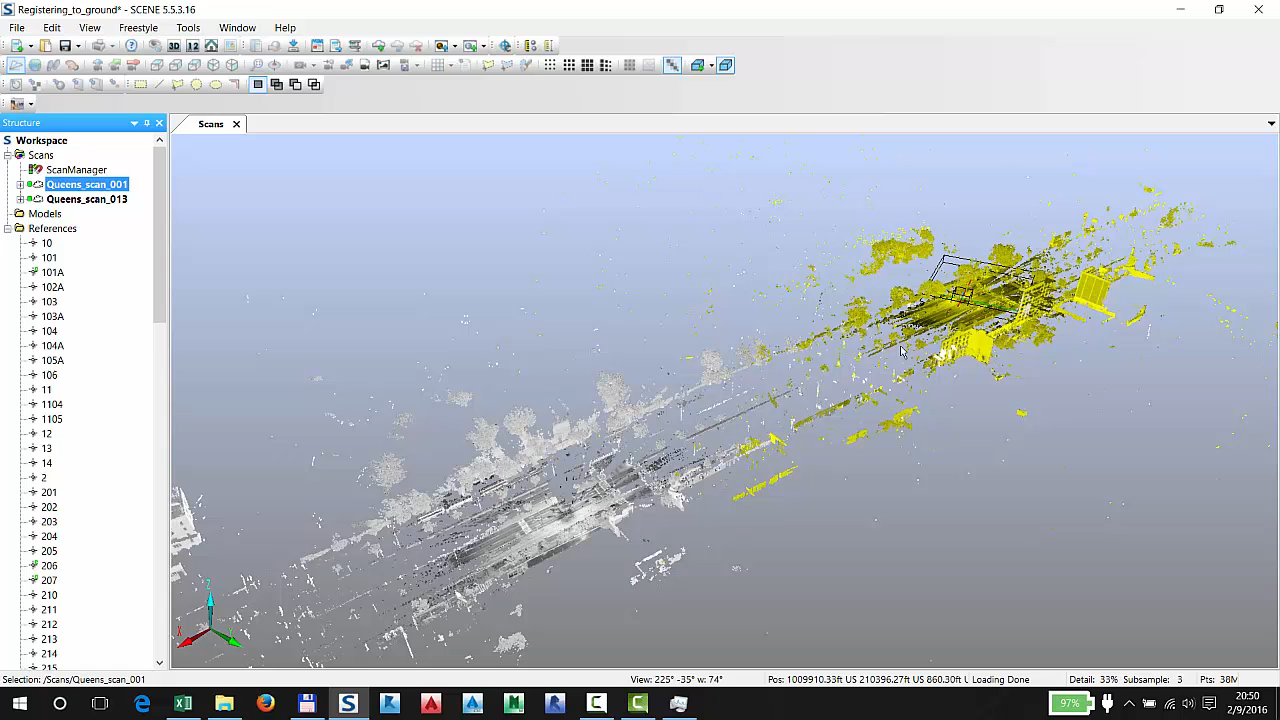 Registering_to_ground* - SCENE 5.5.3.16
File Edit View Freestyle Tools Window Help
3D 12
Structure
Scans
Workspace
Scans
ScanManager
Queens_scan_001
Queens_scan_013
Models
References
10
101
101A
102A
103
103A
104
104A
105A
106
11
1104
1105
12
13
14
2
201
202
203
204
205
206
207
210
211
212
213
214
215
Z
X
Selection: /Scans/Queens_scan_001 View: 225° -35° w: 74° Pos: 1009910.33ft US 210396.27ft US 860.30ft L Loading Done Detail: 33% Subsample: 3 Pts: 38M
97%
20:50
2/9/2016